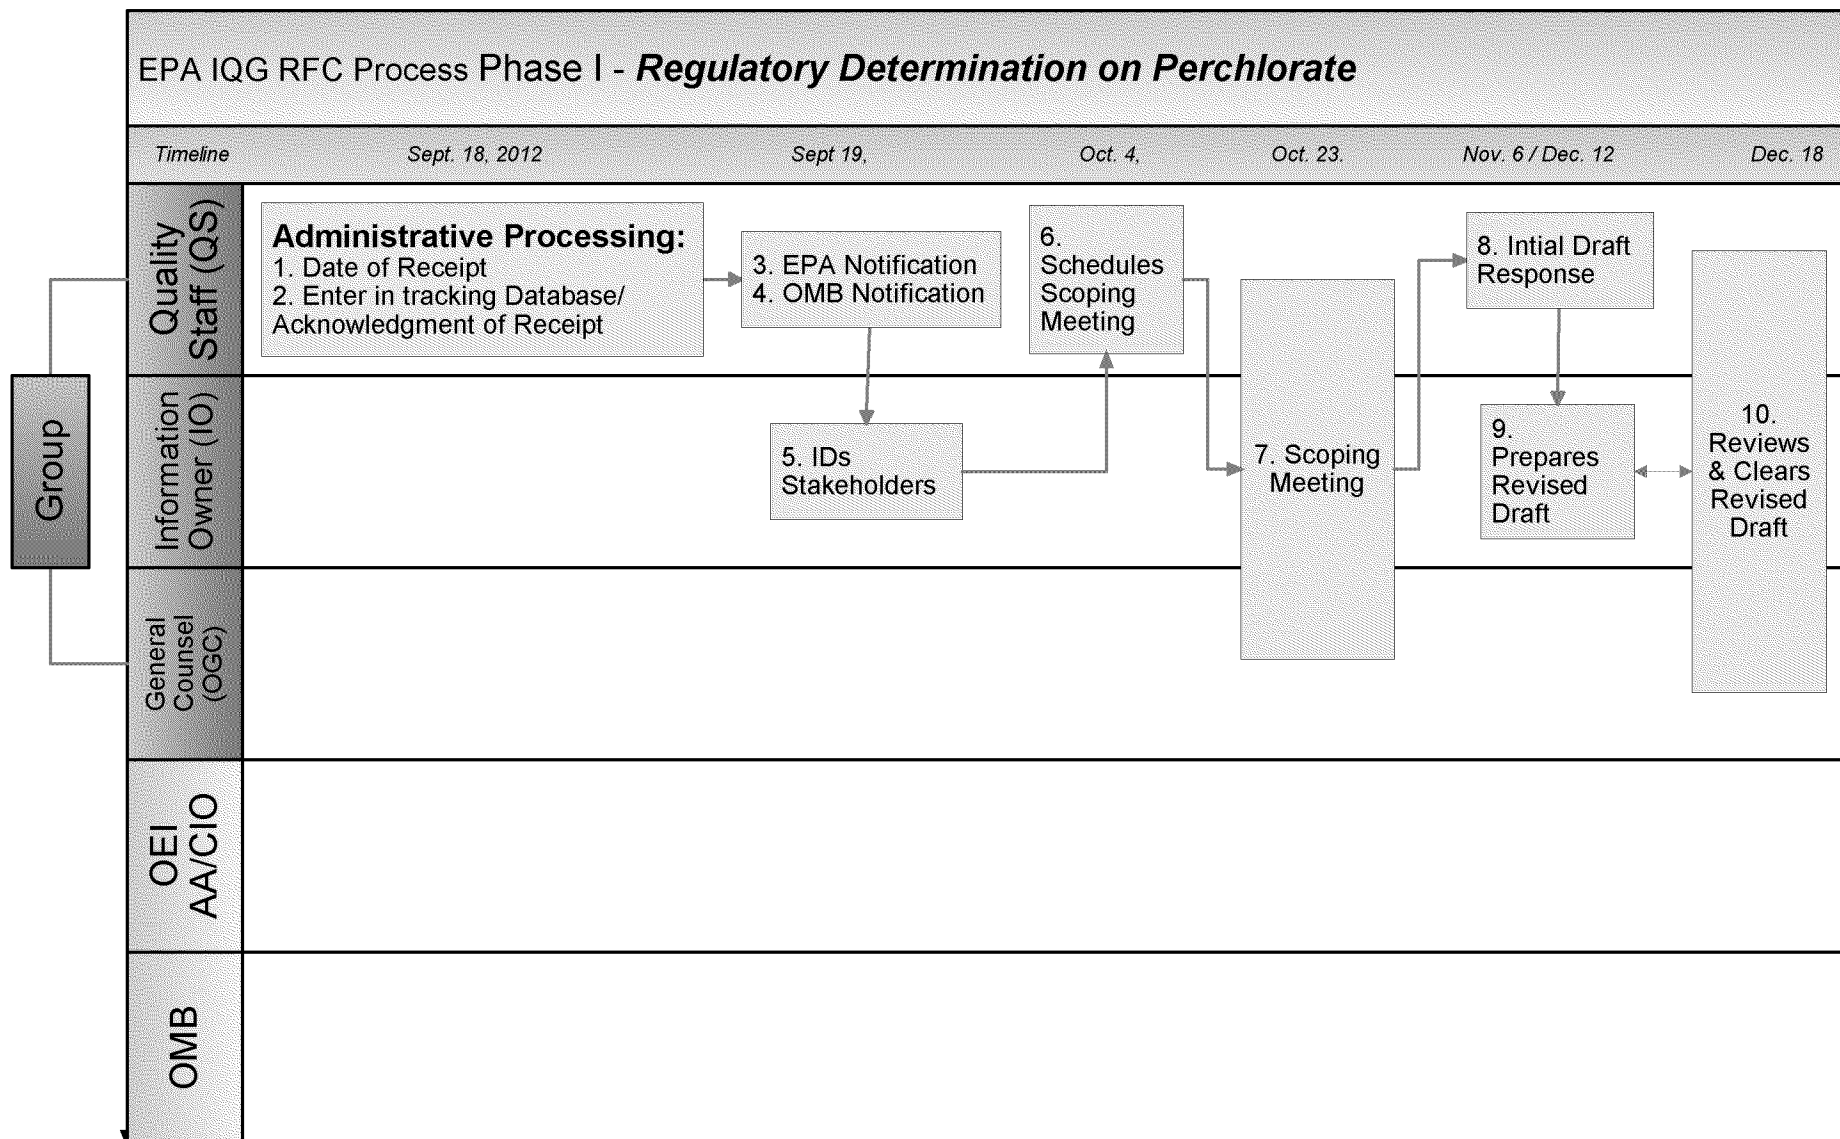 EPA IQG RFC Process Phase I - Regulatory Determination on Perchlorate
Timeline
Sept. 18, 2012
Sept 19,
Oct. 4,
Oct. 23.
Nov. 6 / Dec. 12
Dec. 18
Group
Quality
Staff (QS)
Administrative Processing:
1. Date of Receipt
2. Enter in tracking Database/
Acknowledgment of Receipt
3. EPA Notification
4. OMB Notification
6.
Schedules
Scoping
Meeting
8. Intial Draft
Response
Information
Owner (IO)
5. IDs
Stakeholders
7. Scoping
Meeting
9.
Prepares
Revised
Draft
10.
Reviews
& Clears
Revised
Draft
General
Counsel
(OGC)
OEI
AA/CIO
OMB